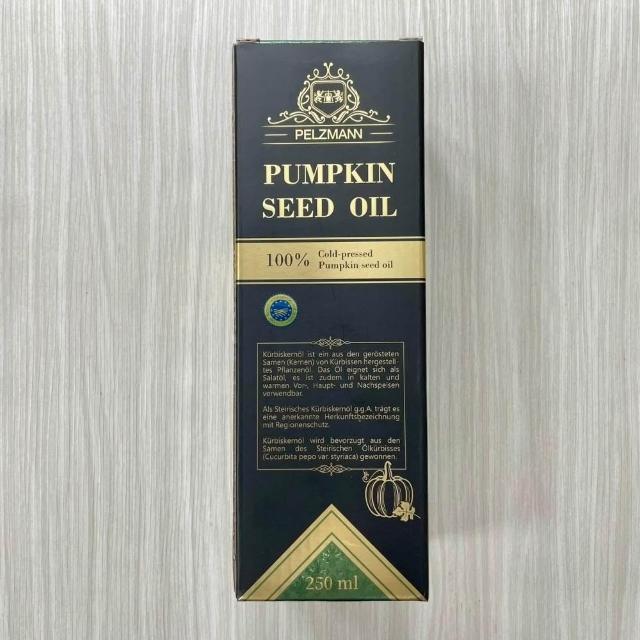 PELZMANN
PUMPKIN
SEED OIL
100% Cold-pressed
Pumpkin seed oil
Kürbiskernöl ist ein aus den gerösteten
Samen (Kernen) von Kürbissen hergestell-
tes Pflanzenöl. Das Öl eignet sich als
Salatöl, es ist zudem in kalten und
warmen Vor-, Haupt- und Nachspeisen
verwendbar.
Als Steirisches Kürbiskernöl g.g.A. trägt es
eine anerkannte Herkunftsbezeichnung
mit Regionenschutz.
Kürbiskernöl wird bevorzugt aus den
Samen des Steirischen Ölkürbisses
(Cucurbita pepo var. styriaca) gewonnen.
250 ml